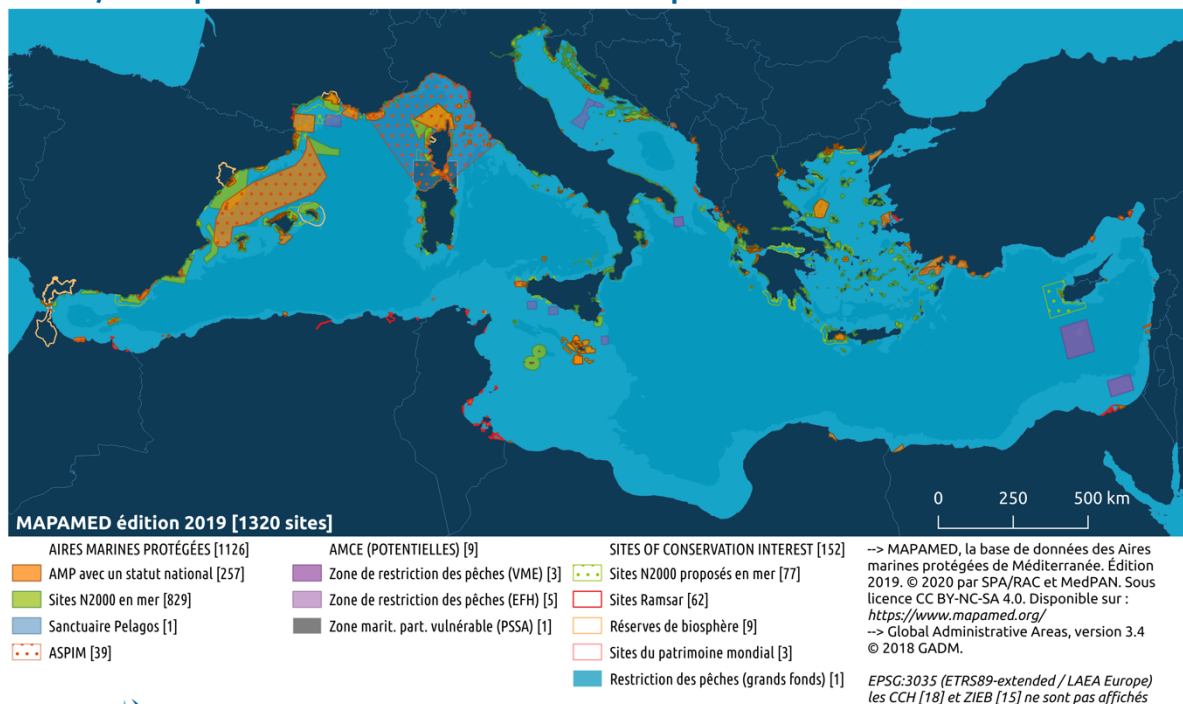 0 250 500 km
MAPAMED édition 2019 [1320 sites]
AIRES MARINES PROTÉGÉES [1126]
AMP avec un statut national [257]
Sites N2000 en mer [829]
Sanctuaire Pelagos [1]
ASPIM [39]
AMCE (POTENTIELLES) [9]
Zone de restriction des pêches (VME) [3]
Zone de restriction des pêches (EFH) [5]
Zone marit. part. vulnérable (PSSA) [1]
SITES OF CONSERVATION INTEREST [152]
Sites N2000 proposés en mer [77]
Sites Ramsar [62]
Réserves de biosphère [9]
Sites du patrimoine mondial [3]
Restriction des pêches (grands fonds) [1]
--> MAPAMED, la base de données des Aires
marines protégées de Méditerranée. Édition
2019. © 2020 par SPA/RAC et MedPAN. Sous
licence CC BY-NC-SA 4.0. Disponible sur :
https://www.mapamed.org/
--> Global Administrative Areas, version 3.4
© 2018 GADM.
EPSG:3035 (ETRS89-extended / LAEA Europe)
les CCH [18] et ZIEB [15] ne sont pas affichés